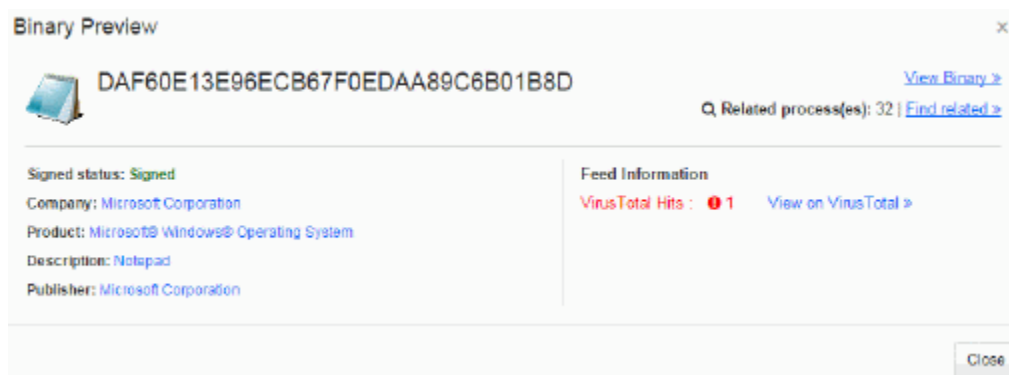 Binary Preview ×
DAF60E13E96ECB67F0EDAA89C6B01B8D
View Binary »
Related process(es): 32 | Find related »
Signed status: Signed
Company: Microsoft Corporation
Product: Microsoft® Windows® Operating System
Description: Notepad
Publisher: Microsoft Corporation
Feed Information
VirusTotal Hits : 1 View on VirusTotal »
Close